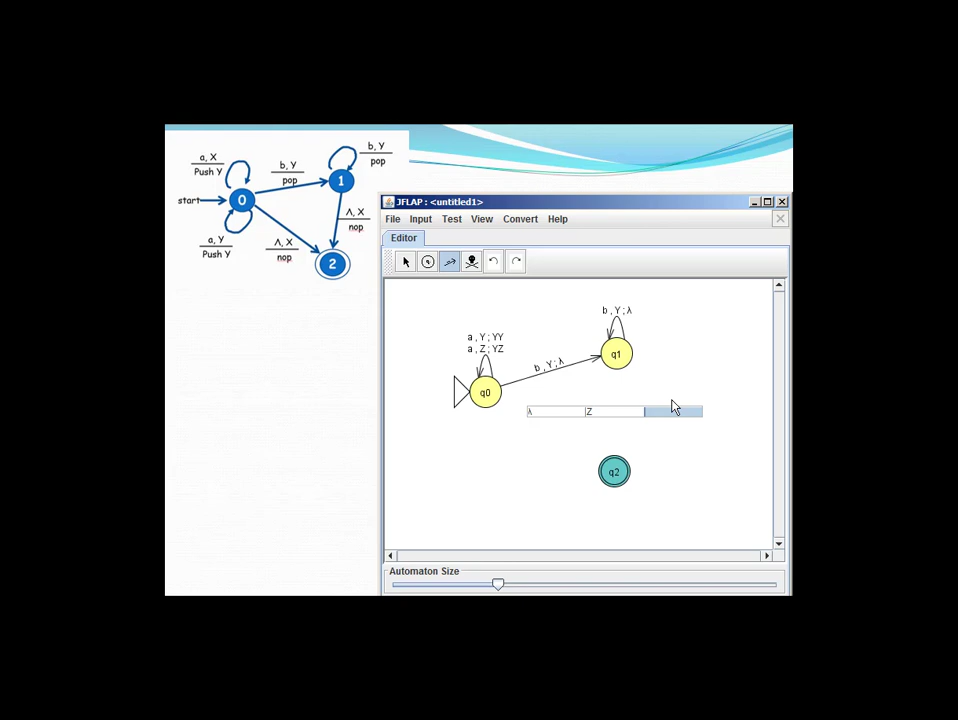 a, X
Push Y
b, Y
pop
b, Y
pop
start
0
1
a, Y
Push Y
Λ, X
nop
Λ, X
nop
2
JFLAP : <untitled1>
File Input Test View Convert Help
Editor
b , Y ; λ
a , Y ; YY
a , Z ; YZ
b , Y ; λ
q1
q0
λ Z
q2
Automaton Size